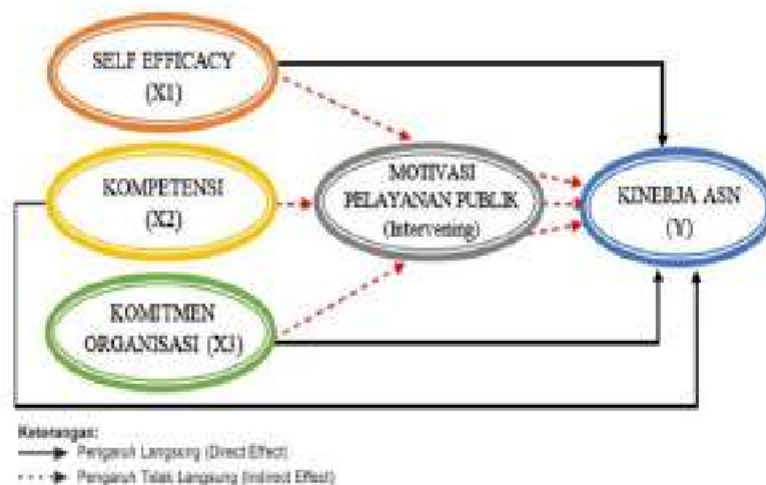 SELF EFFICACY
(X1)
KOMPETENSI
(X2)
KOMITMEN
ORGANISASI (X3)
MOTIVASI
PELAYANAN PUBLIK
(Intervening)
KINERJA ASN
(Y)
Keterangan:
Pengaruh Langsung (Direct Effect)
Pengaruh Tidak Langsung (Indirect Effect)